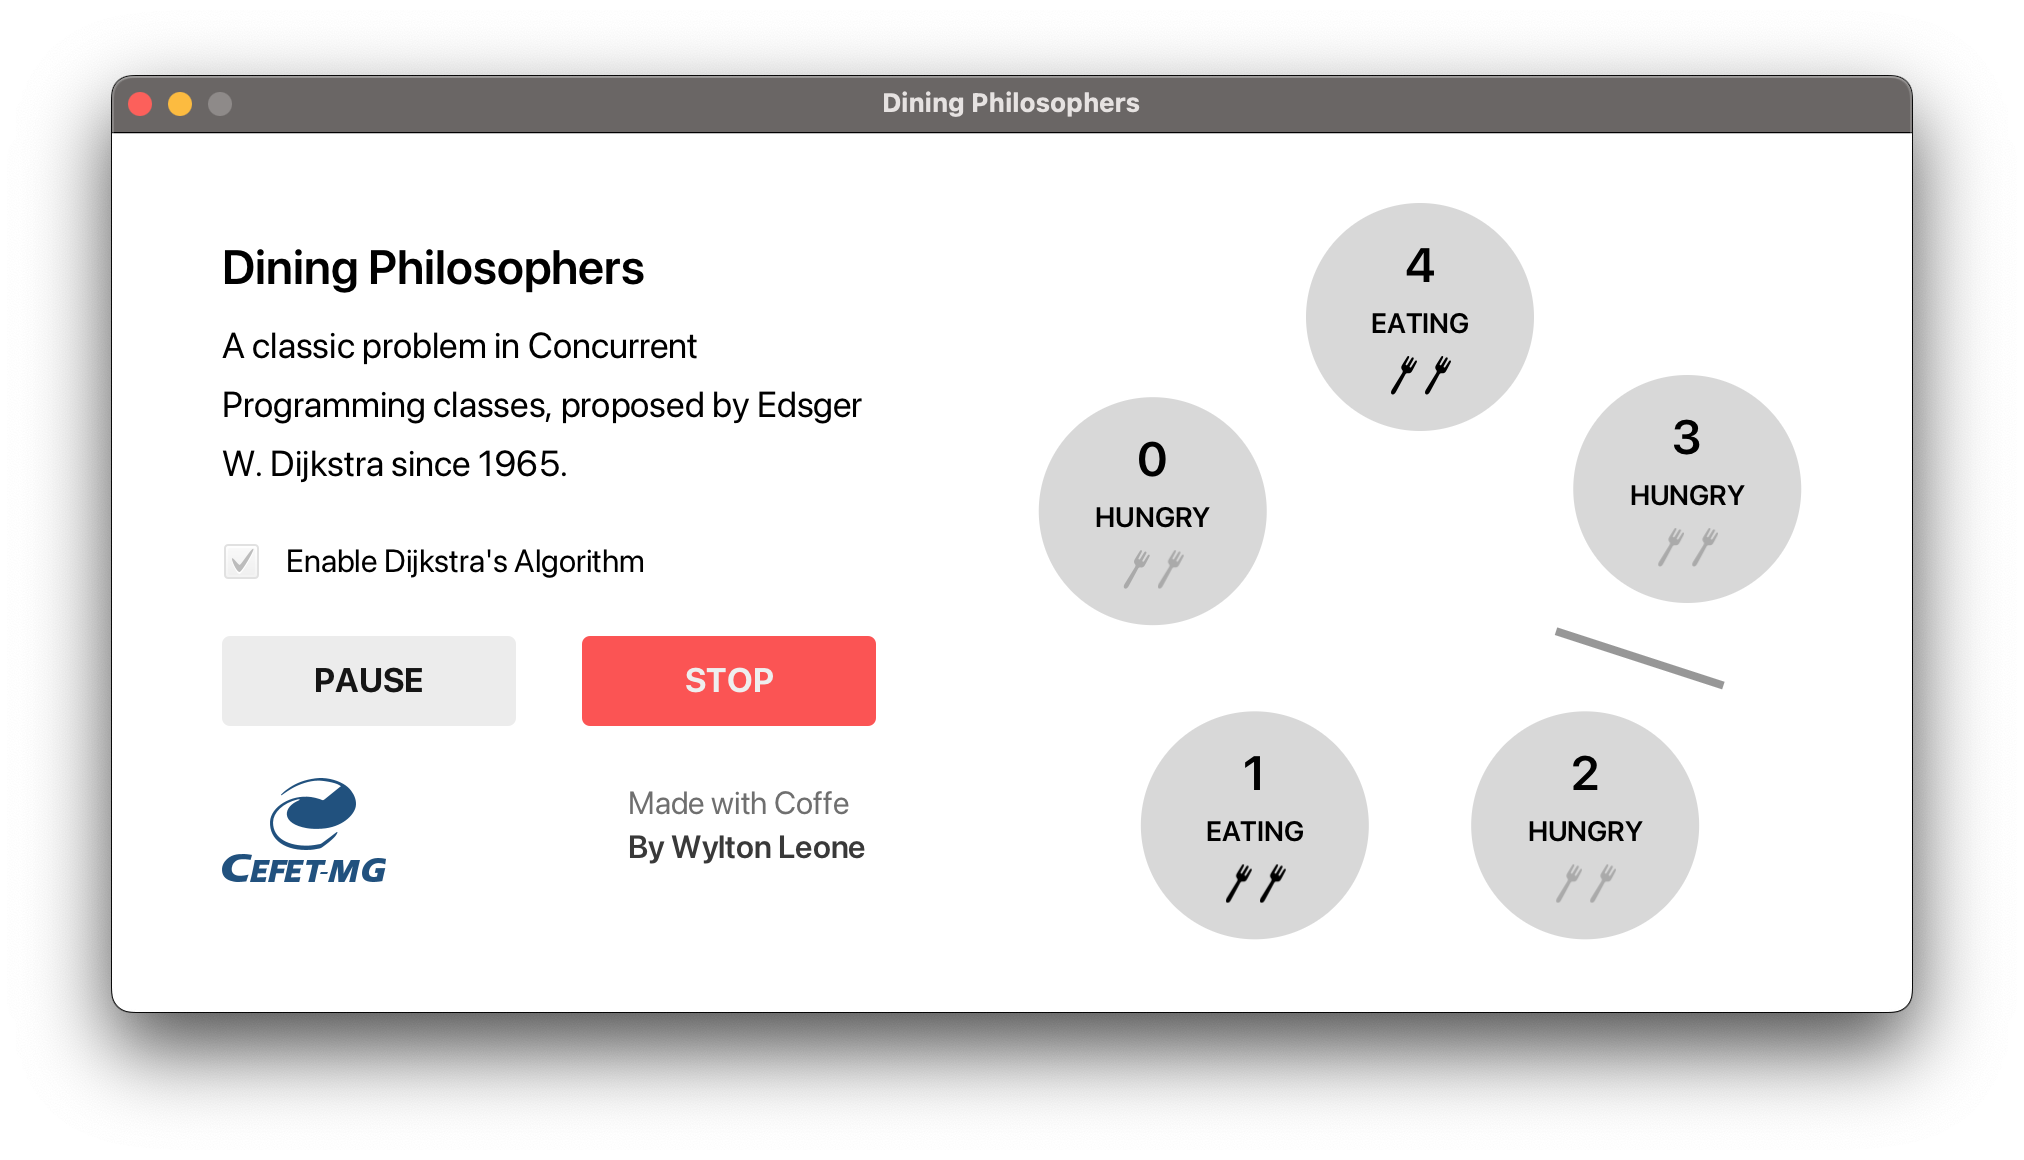 Dining Philosophers
Dining Philosophers
A classic problem in Concurrent
Programming classes, proposed by Edsger
W. Dijkstra since 1965.
Enable Dijkstra's Algorithm
PAUSE
STOP
CEFET-MG
Made with Coffe
By Wylton Leone
4
EATING
0
HUNGRY
3
HUNGRY
1
EATING
2
HUNGRY